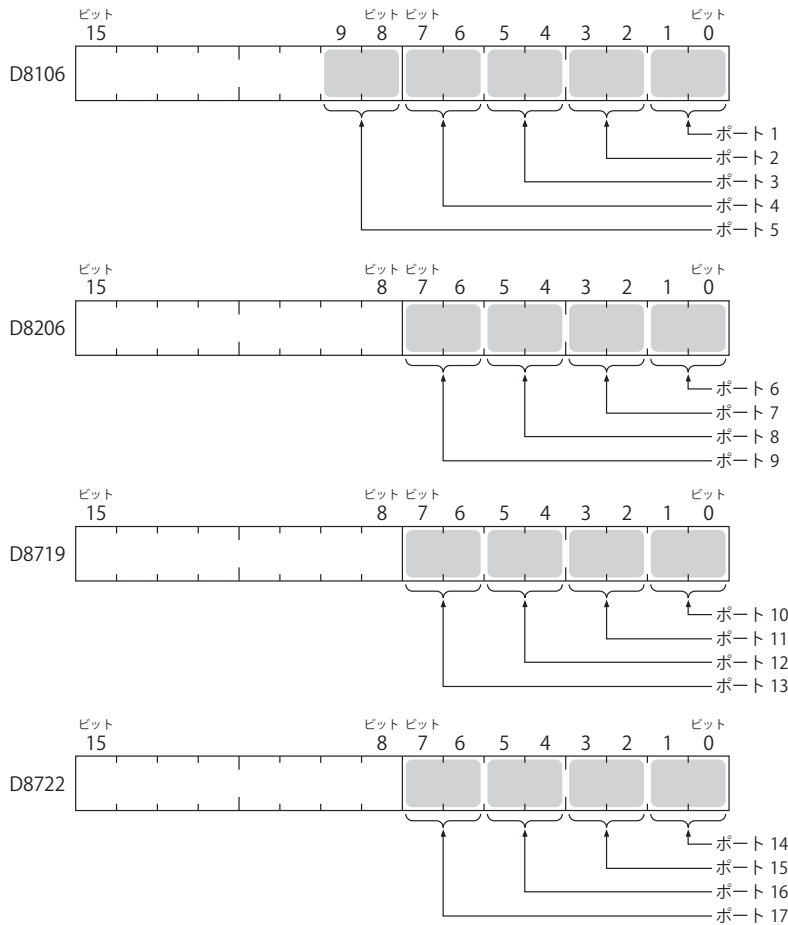 ビット ビット ビット ビット
15 9 8 7 6 5 4 3 2 1 0
D8106
ポート 1
ポート 2
ポート 3
ポート 4
ポート 5
ビット ビット ビット ビット
15 8 7 6 5 4 3 2 1 0
D8206
ポート 6
ポート 7
ポート 8
ポート 9
ビット ビット ビット ビット
15 8 7 6 5 4 3 2 1 0
D8719
ポート 10
ポート 11
ポート 12
ポート 13
ビット ビット ビット ビット
15 8 7 6 5 4 3 2 1 0
D8722
ポート 14
ポート 15
ポート 16
ポート 17